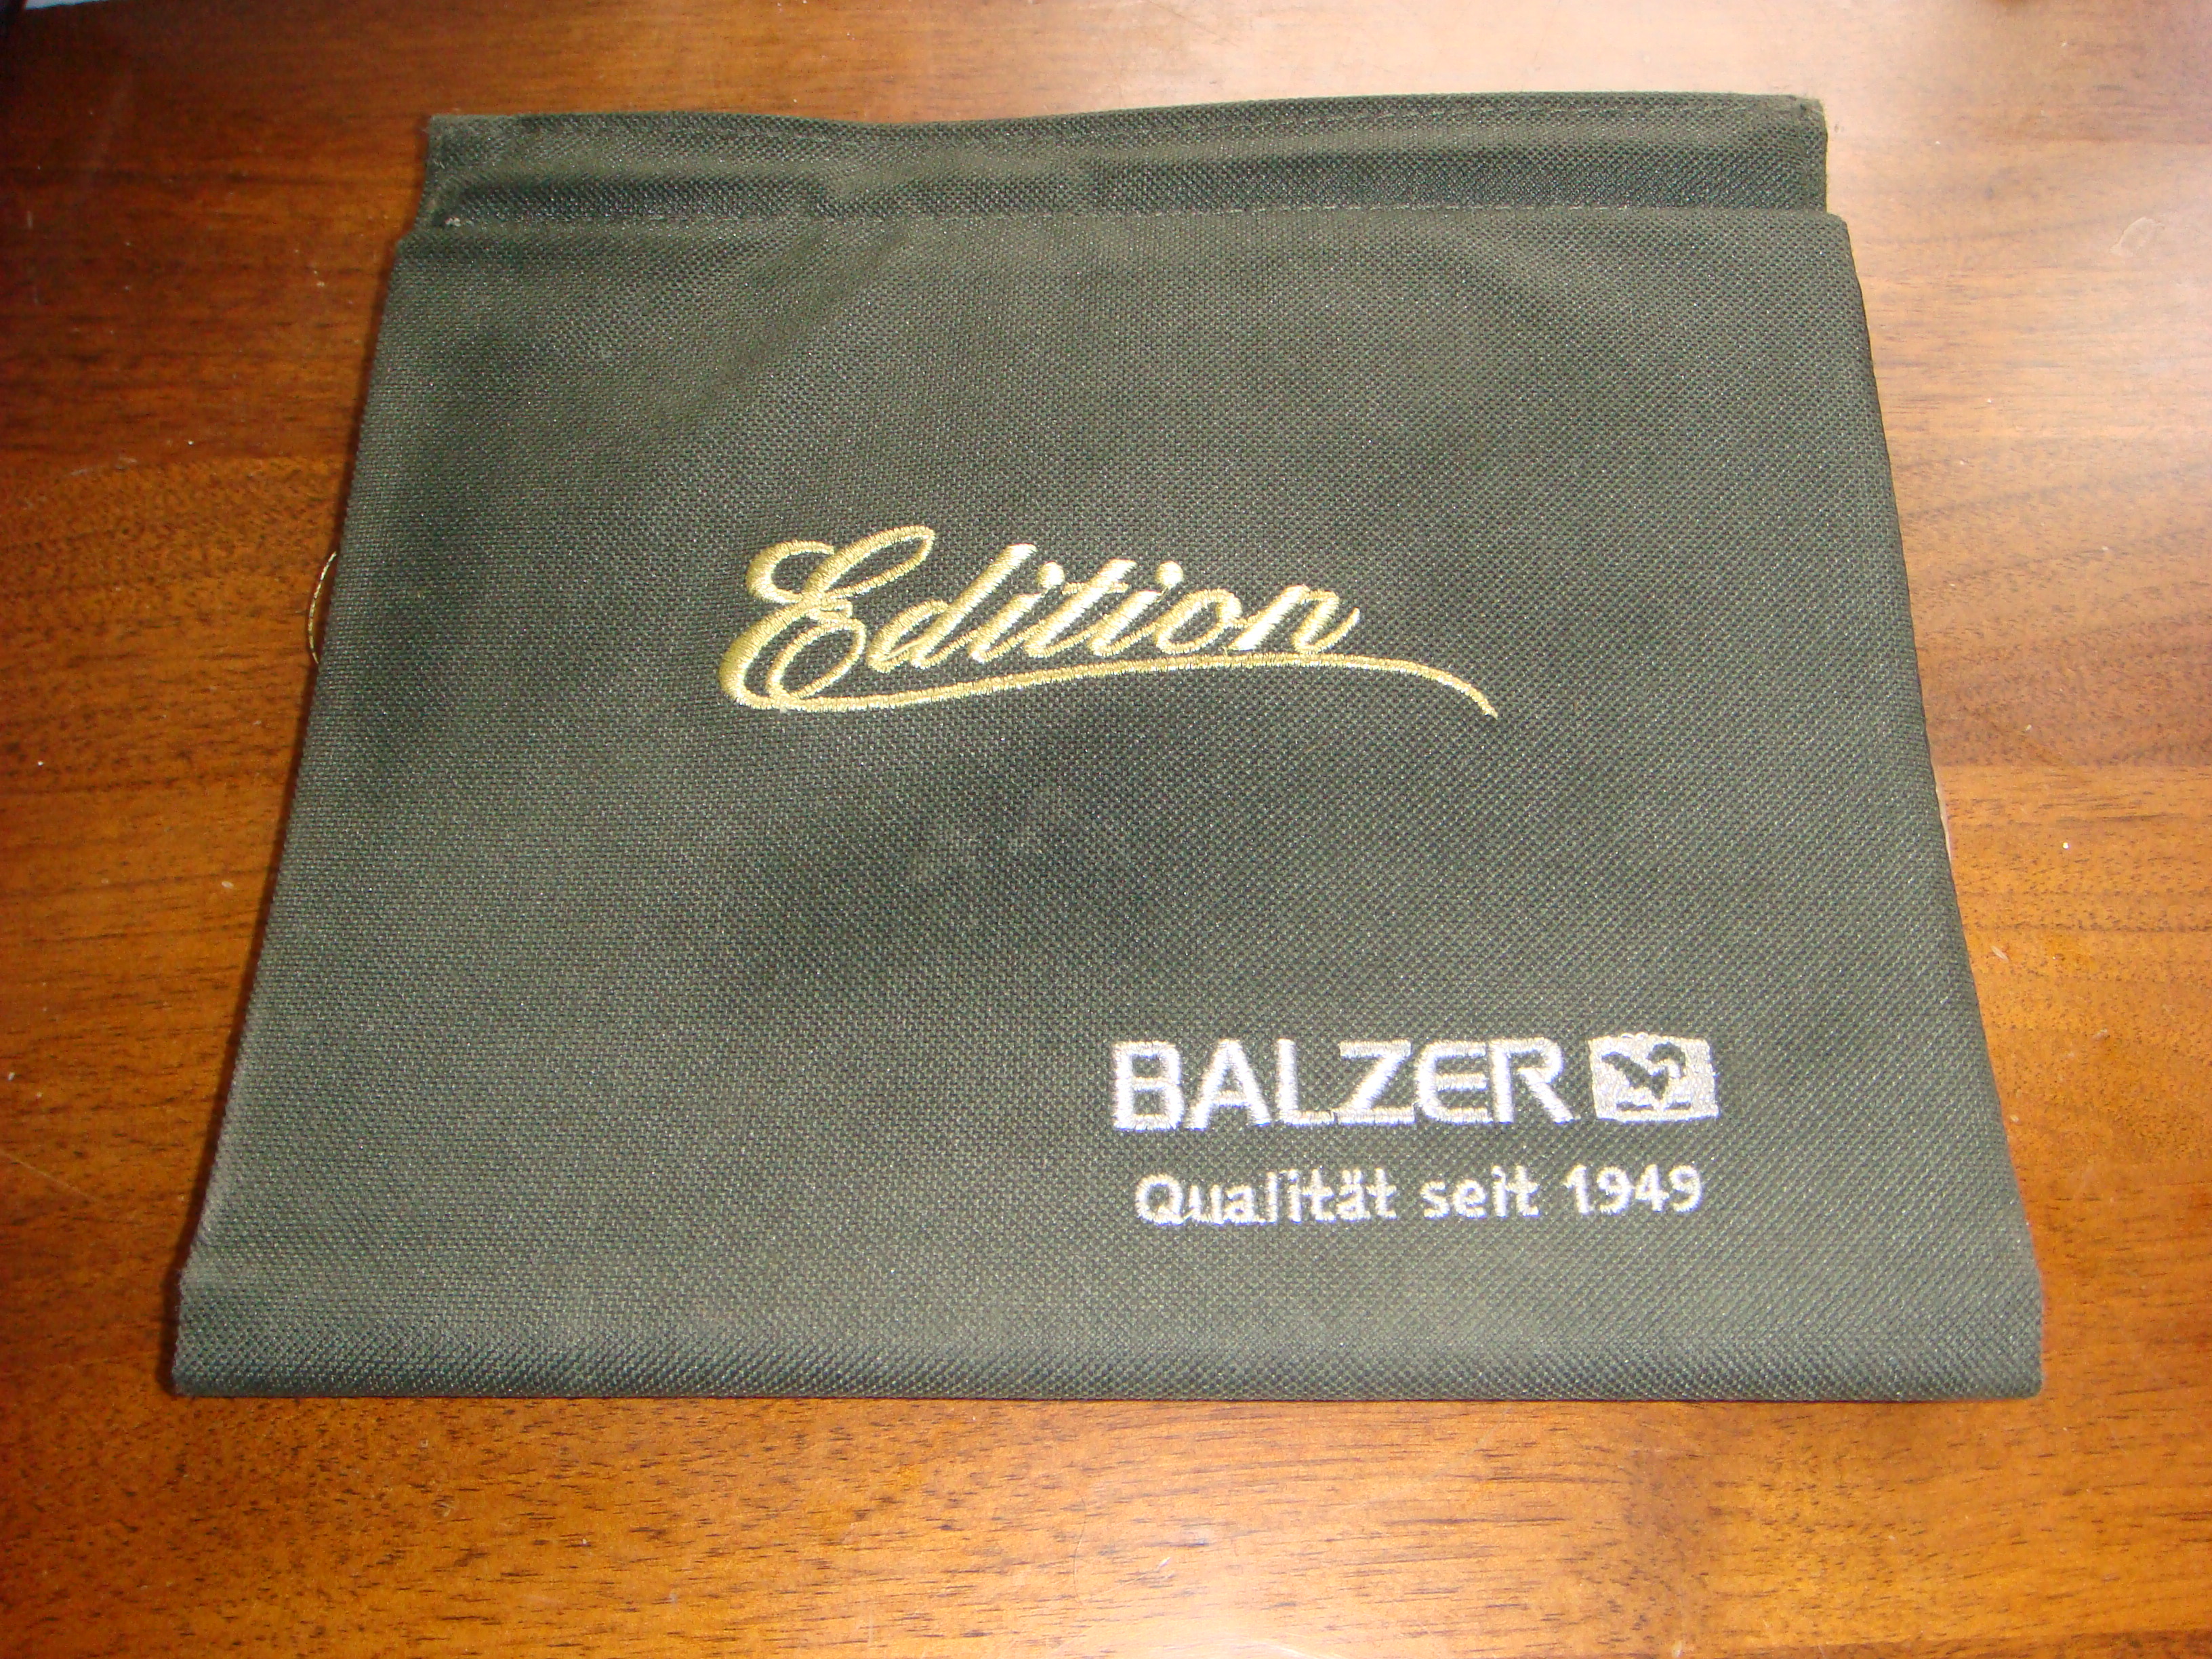 Edition
BALZER
Qualität seit 1949